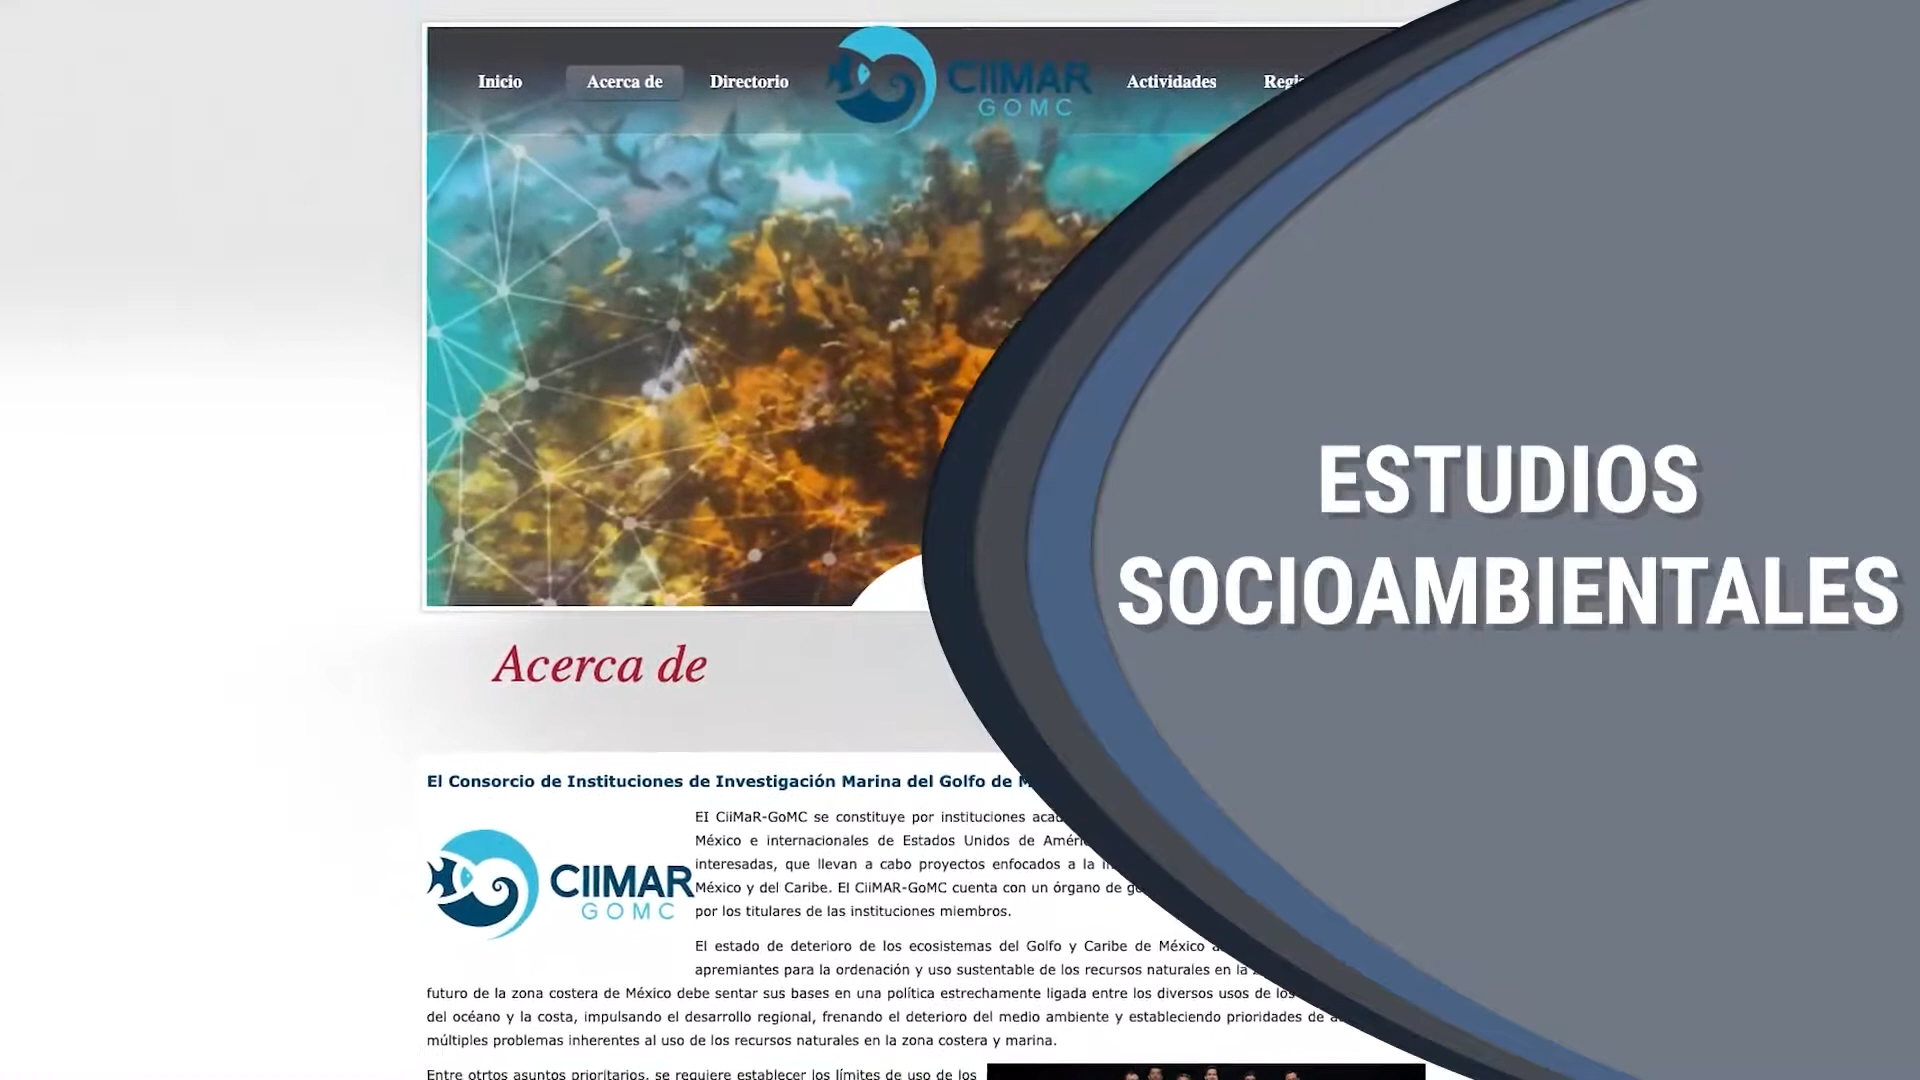 Inicio
Acerca de
Directorio
CIIMAR
GOMC
Actividades
ESTUDIOS
SOCIOAMBIENTALES
Acerca de
El Consorcio de Instituciones de Investigación Marina del Golfo de
El CiiMaR-GoMC se constituye por instituciones
México e internacionales de Estados Unidos de
interesadas, que llevan a cabo proyectos enfocados a la
México y del Caribe. El CiiMAR-GoMC cuenta con un órgano de
por los titulares de las instituciones miembros.
CIIMAR
GOMC
El estado de deterioro de los ecosistemas del Golfo y Caribe de México
apremiantes para la ordenación y uso sustentable de los recursos naturales en la
futuro de la zona costera de México debe sentar sus bases en una política estrechamente ligada entre los diversos usos de los
del océano y la costa, impulsando el desarrollo regional, frenando el deterioro del medio ambiente y estableciendo prioridades de
múltiples problemas inherentes al uso de los recursos naturales en la zona costera y marina.
Entre otrtos asuntos prioritarios, se requiere establecer los límites de uso de los